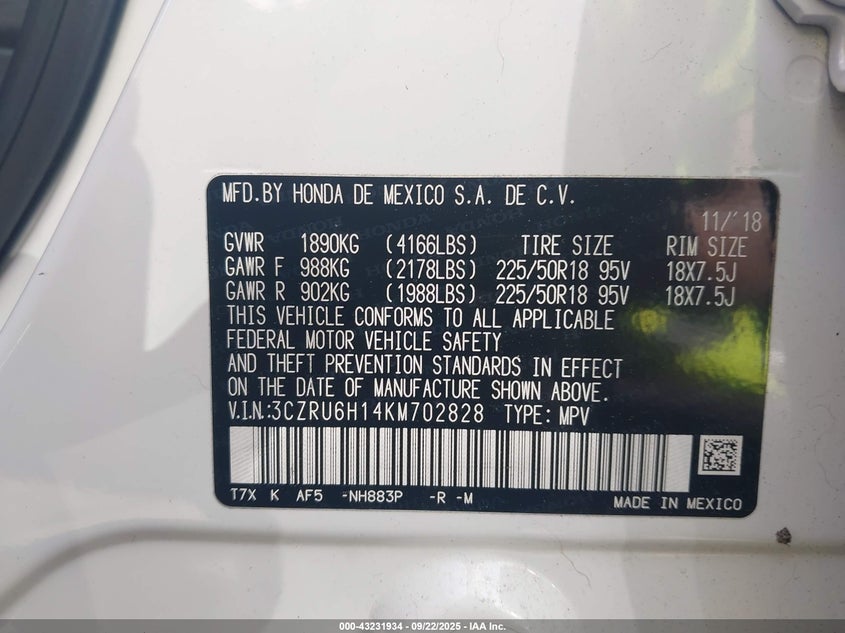 MFD.BY HONDA DE MEXICO S.A. DE C.V.
11/'18
GVWR 1890KG (4166LBS) TIRE SIZE RIM SIZE
GAWR F 988KG (2178LBS) 225/50R18 95V 18X7.5J
GAWR R 902KG (1988LBS) 225/50R18 95V 18X7.5J
THIS VEHICLE CONFORMS TO ALL APPLICABLE
FEDERAL MOTOR VEHICLE SAFETY
AND THEFT PREVENTION STANDARDS IN EFFECT
ON THE DATE OF MANUFACTURE SHOWN ABOVE.
V.I.N.:3CZRU6H14KM702828 TYPE: MPV
T7X K AF5 -NH883P -R -M
MADE IN MEXICO
000-43231934 | 09/22/2025 - IAA Inc.